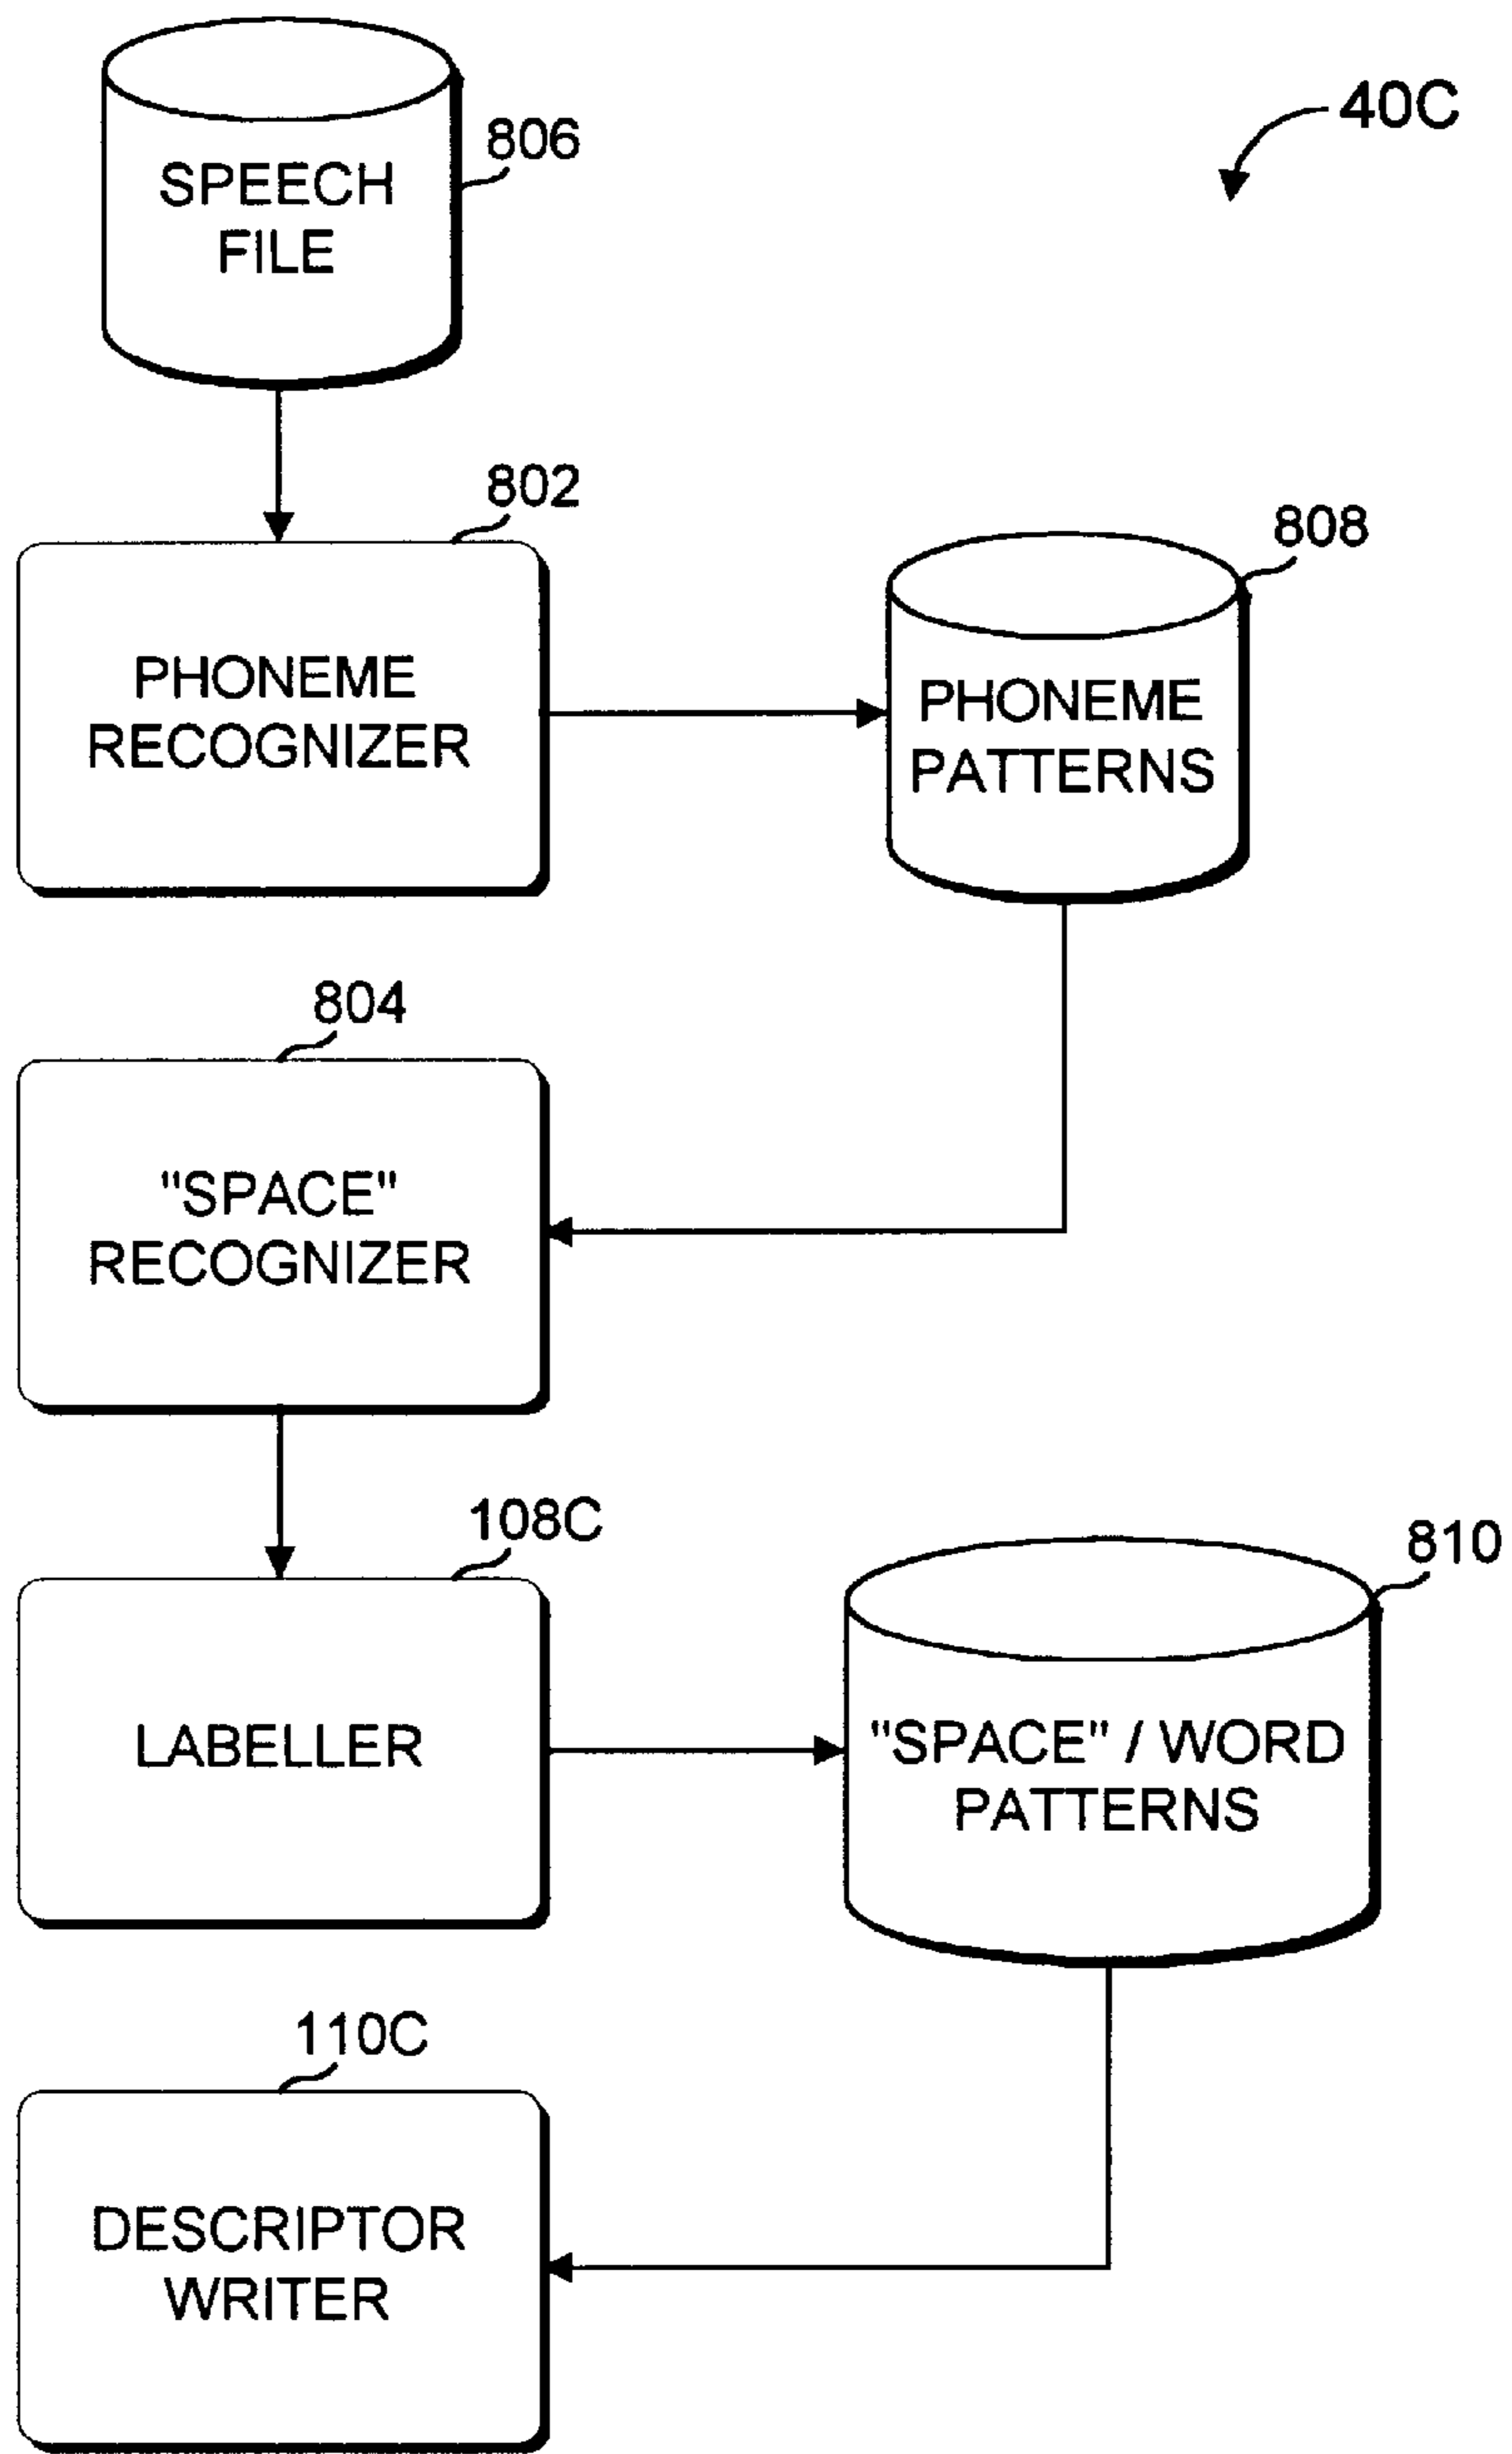 40C
806
SPEECH
FILE
802
PHONEME
RECOGNIZER
808
PHONEME
PATTERNS
804
"SPACE"
RECOGNIZER
108C
LABELLER
810
"SPACE" / WORD
PATTERNS
110C
DESCRIPTOR
WRITER